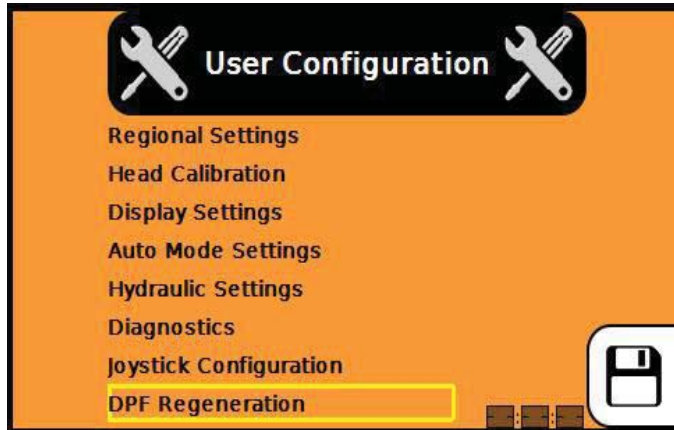 User Configuration
Regional Settings
Head Calibration
Display Settings
Auto Mode Settings
Hydraulic Settings
Diagnostics
Joystick Configuration
DPF Regeneration